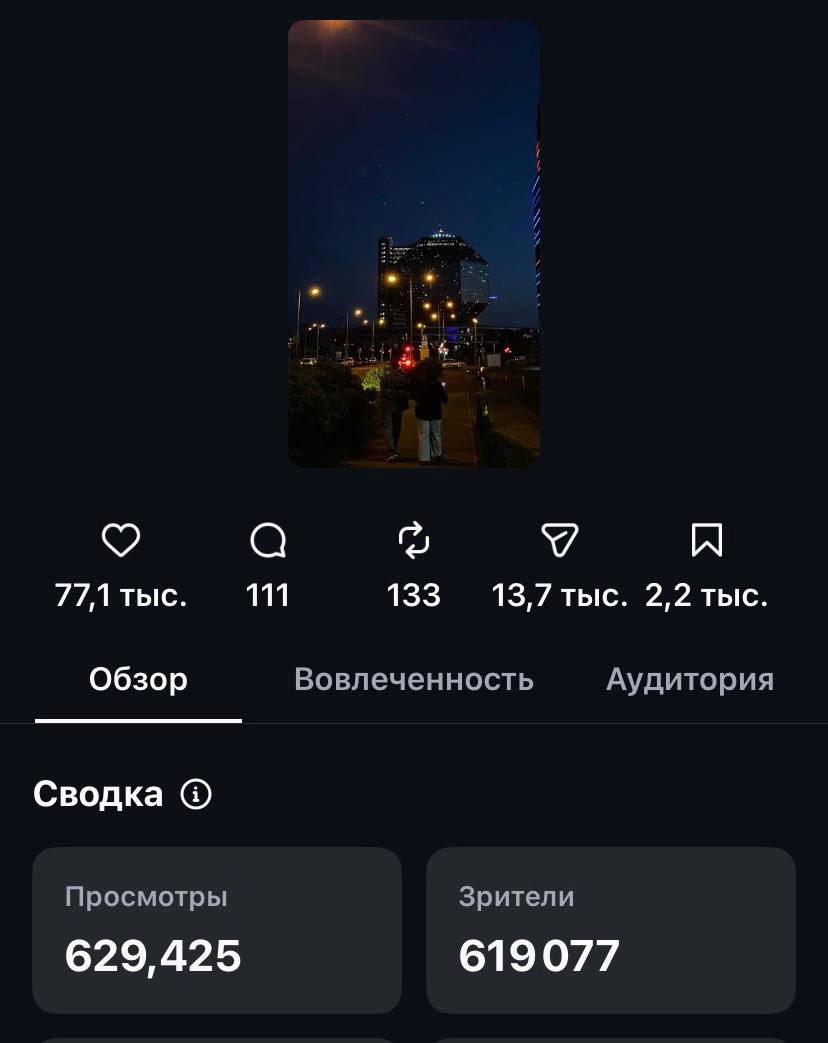 77,1 тыс. 111 133 13,7 тыс. 2,2 тыс.
Обзор Вовлеченность Аудитория
Сводка
Просмотры Зрители
629,425 619 077